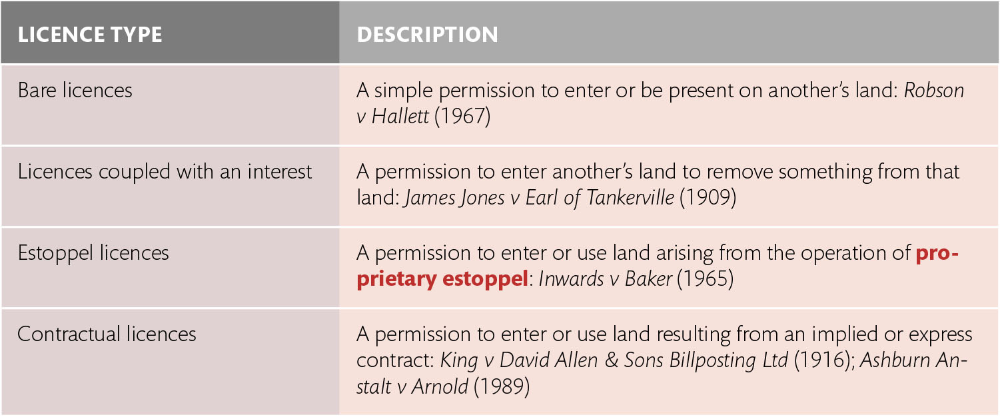 LICENCE TYPE
DESCRIPTION
Bare licences
A simple permission to enter or be present on another’s land: Robson
v Hallett (1967)
Licences coupled with an interest
A permission to enter another’s land to remove something from that
land: James Jones v Earl of Tankerville (1909)
Estoppel licences
A permission to enter or use land arising from the operation of pro-
prietary estoppel: Inwards v Baker (1965)
Contractual licences
A permission to enter or use land resulting from an implied or express
contract: King v David Allen & Sons Billposting Ltd (1916); Ashburn An-
stalt v Arnold (1989)